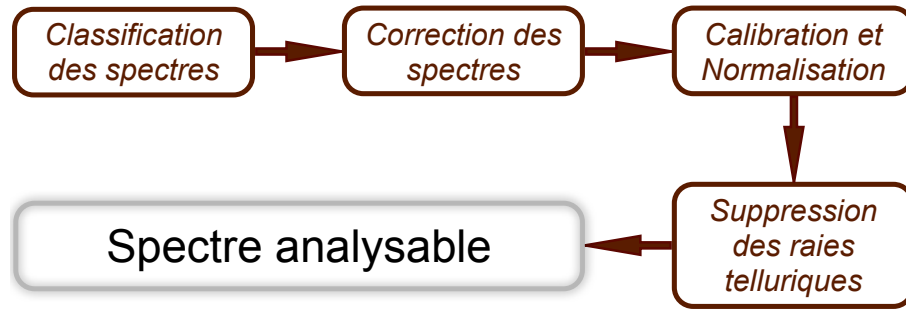 Classification
des spectres
Correction des
spectres
Calibration et
Normalisation
Suppression
des raies
telluriques
Spectre analysable